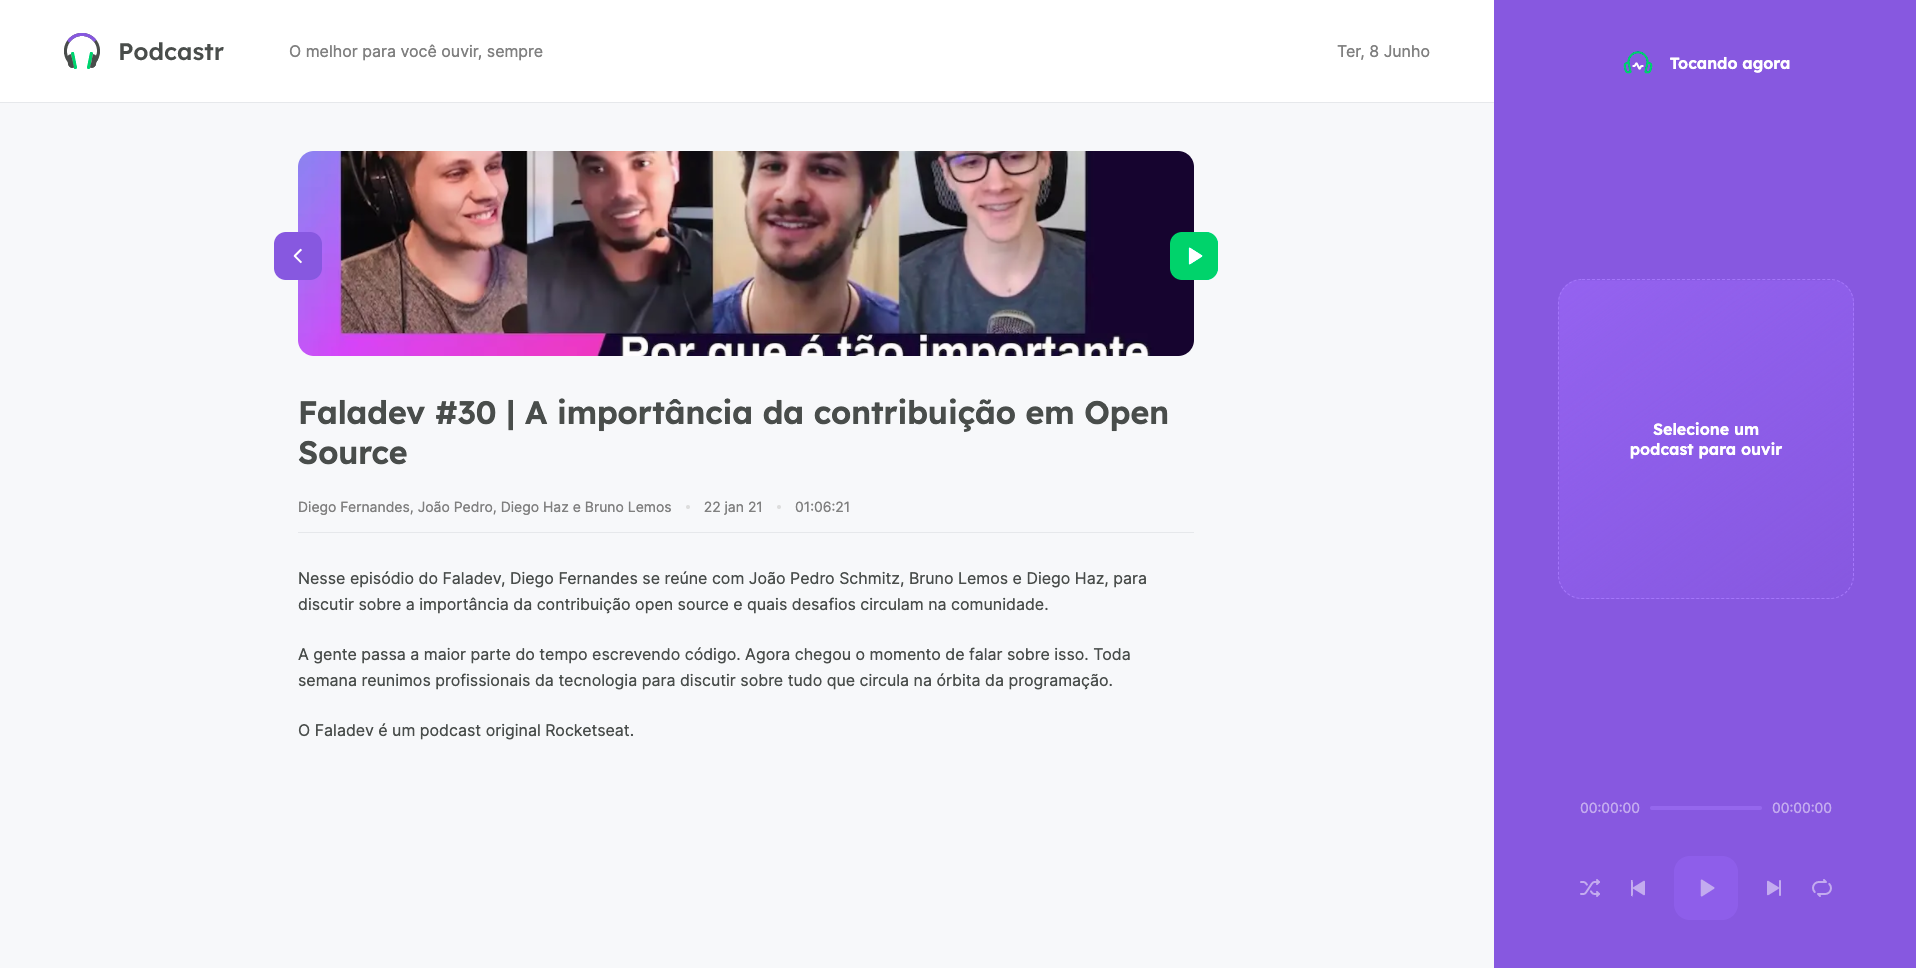 Podcastr
O melhor para você ouvir, sempre
Ter, 8 Junho
Por que é tão importante
Faladev #30 | A importância da contribuição em Open
Source
Diego Fernandes, João Pedro, Diego Haz e Bruno Lemos • 22 jan 21 • 01:06:21
Nesse episódio do Faladev, Diego Fernandes se reúne com João Pedro Schmitz, Bruno Lemos e Diego Haz, para
discutir sobre a importância da contribuição open source e quais desafios circulam na comunidade.
A gente passa a maior parte do tempo escrevendo código. Agora chegou o momento de falar sobre isso. Toda
semana reunimos profissionais da tecnologia para discutir sobre tudo que circula na órbita da programação.
O Faladev é um podcast original Rocketseat.
Tocando agora
Selecione um
podcast para ouvir
00:00:00
00:00:00